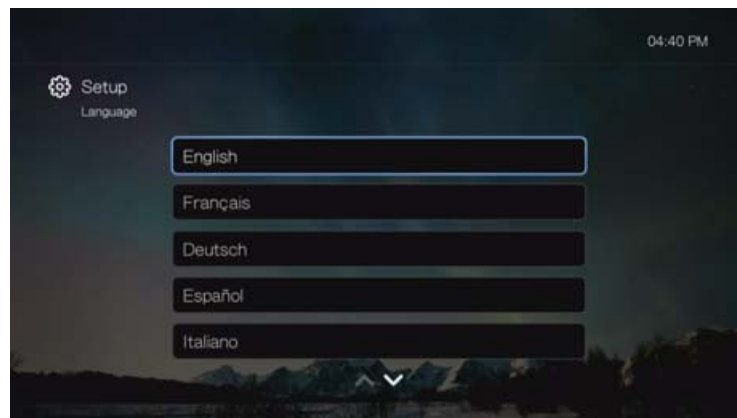 04:40 PM
Setup
Language
English
Français
Deutsch
Español
Italiano